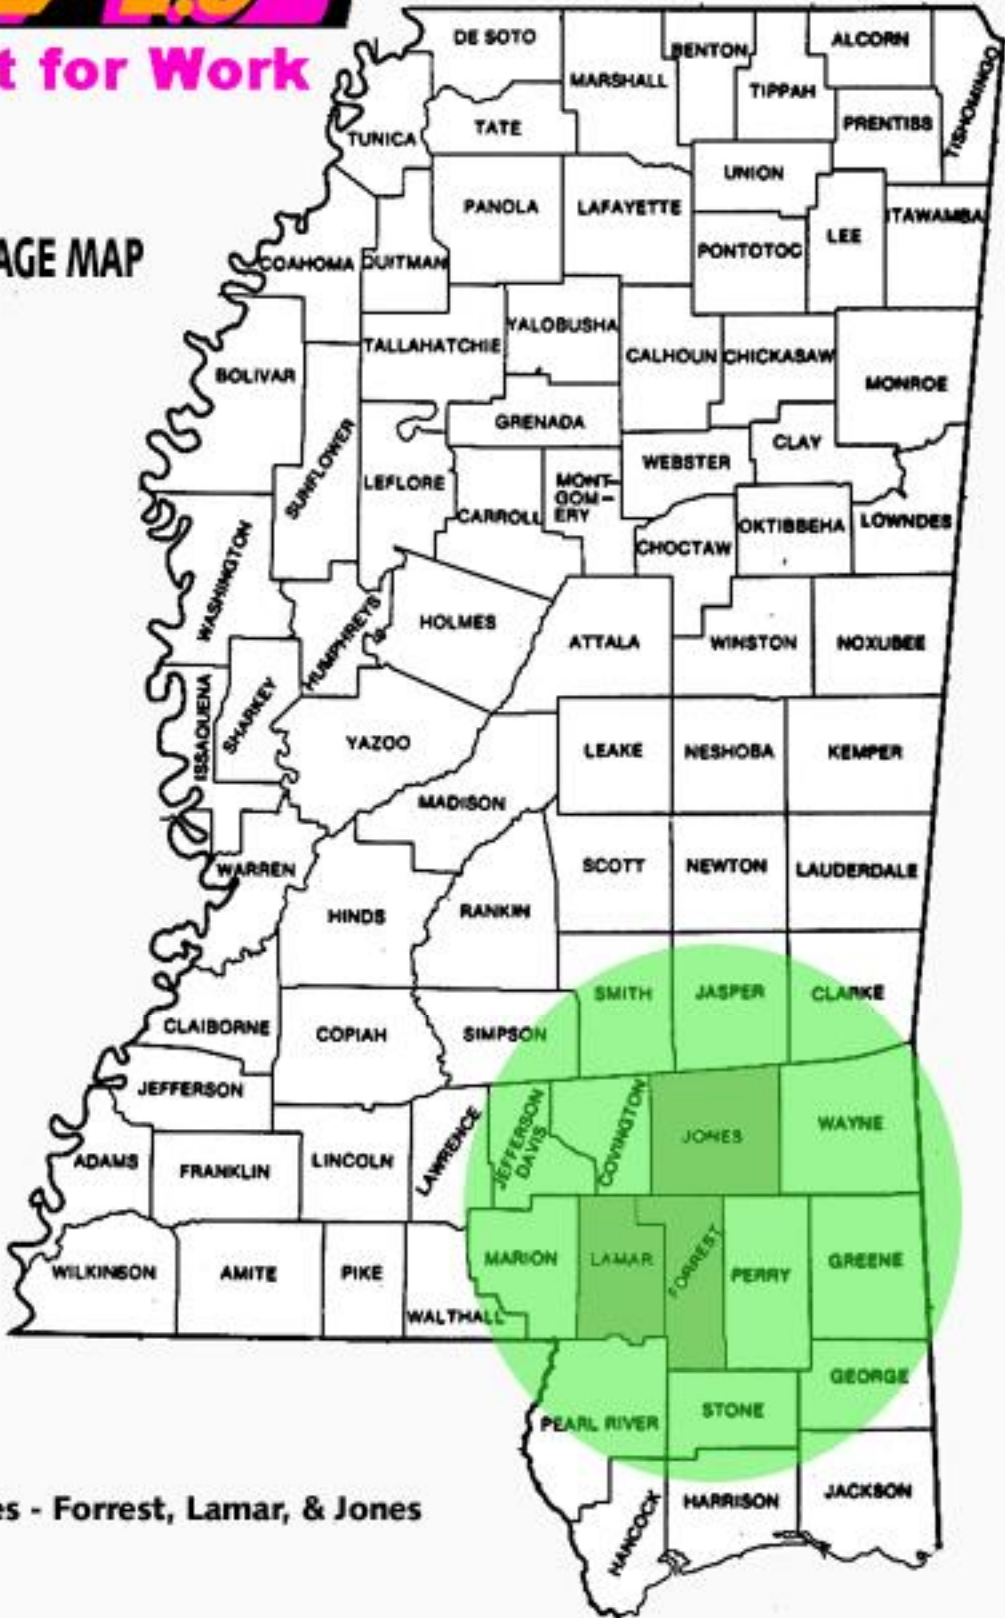 t for Work
AGE MAP
DE SOTO
BENTON
ALCORN
MARSHALL
TIPPAH
TISHOMINGO
TUNICA
TATE
PRENTISS
UNION
PANOLA
LAFAYETTE
ITAWAMBA
LEE
PONTOTOC
COAHOMA
QUITMAN
TALLAHATCHIE
YALOBUSHA
CALHOUN
CHICKASAW
BOLIVAR
MONROE
GRENADA
CLAY
SUNFLOWER
LEFLORE
WEBSTER
CARROLL
MONT-
GOM-
ERY
OKTIBBEHA
LOWNDES
CHOCTAW
WASHINGTON
HUMPHREYS
HOLMES
ATTALA
WINSTON
NOXUBEE
ISSAQUENA
SHARKEY
YAZOO
LEAKE
NESHOBA
KEMPER
MADISON
WARREN
SCOTT
NEWTON
LAUDERDALE
HINDS
RANKIN
SMITH
JASPER
CLARKE
CLAIBORNE
COPIAH
SIMPSON
JEFFERSON
LAWRENCE
JEFFERSON
DAVIS
COVINGTON
JONES
WAYNE
ADAMS
FRANKLIN
LINCOLN
WILKINSON
AMITE
PIKE
WALTHALL
MARION
LAMAR
FORREST
PERRY
GREENE
GEORGE
PEARL RIVER
STONE
HANCOCK
HARRISON
JACKSON
es - Forrest, Lamar, & Jones